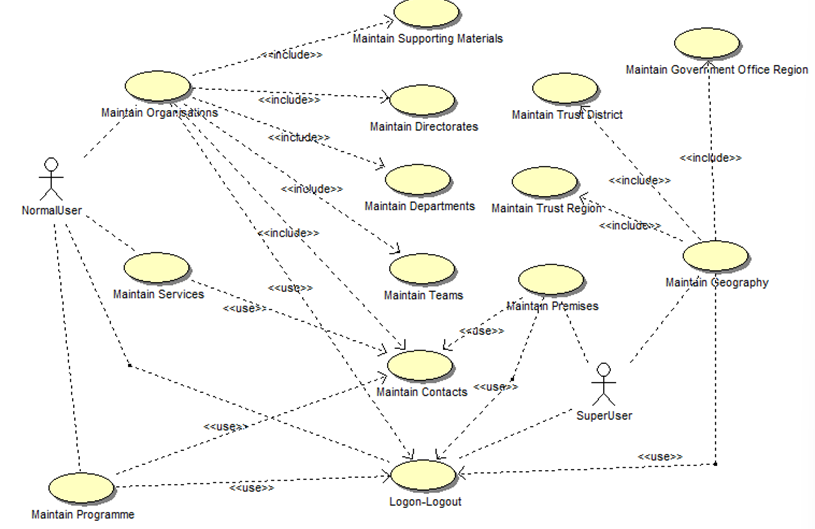 Maintain Supporting Materials
Maintain Government Office Region
<<include>>
Maintain Organisations
<<include>>
Maintain Directorates
Maintain Trust District
<<include>>
<<include>>
<<include>>
<<include>>
Maintain Departments
Maintain Trust Region
NormalUser
<<include>>
<<include>>
Maintain Services
<<use>>
Maintain Teams
Maintain Premises
Maintain Geography
<<use>>
<<use>>
Maintain Contacts
<<use>>
SuperUser
<<use>>
<<use>>
<<use>>
Maintain Programme
Logon-Logout